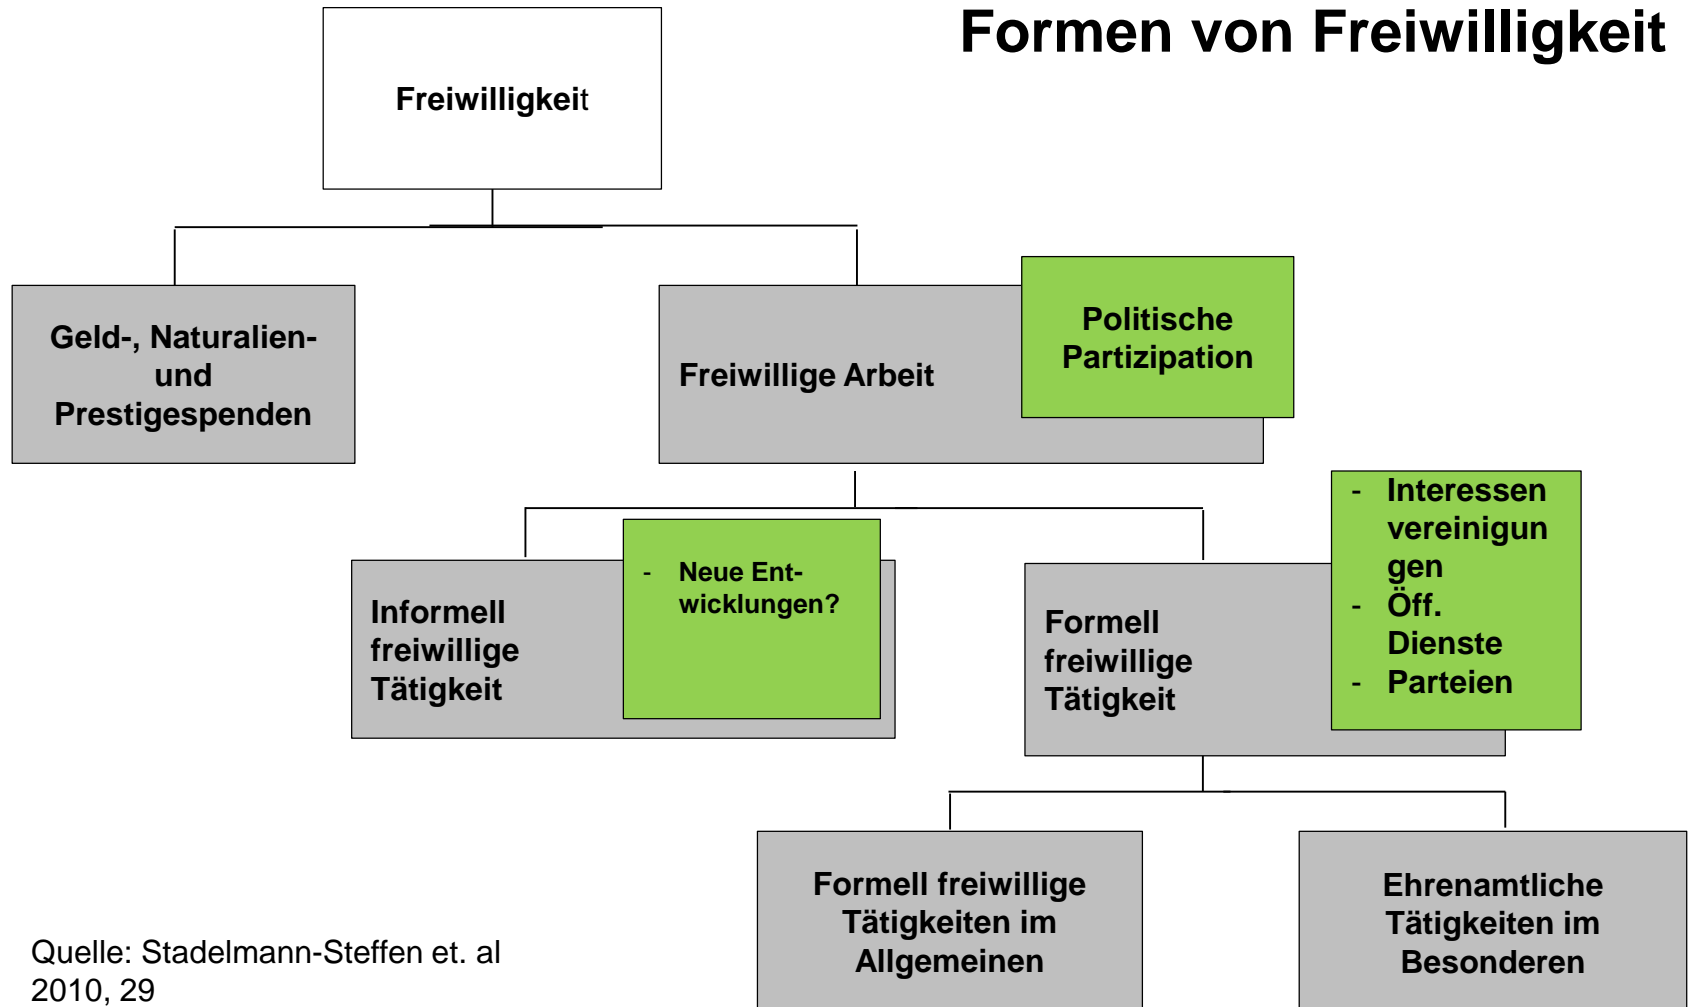 Formen von Freiwilligkeit
Freiwilligkeit
Geld-, Naturalien-
und
Prestigespenden
Freiwillige Arbeit
Politische
Partizipation
Informell
freiwillige
Tätigkeit
- Neue Ent-
wicklungen?
Formell
freiwillige
Tätigkeit
- Interessen
vereinigun
gen
- Öff.
Dienste
- Parteien
Formell freiwillige
Tätigkeiten im
Allgemeinen
Ehrenamtliche
Tätigkeiten im
Besonderen
Quelle: Stadelmann-Steffen et. al
2010, 29